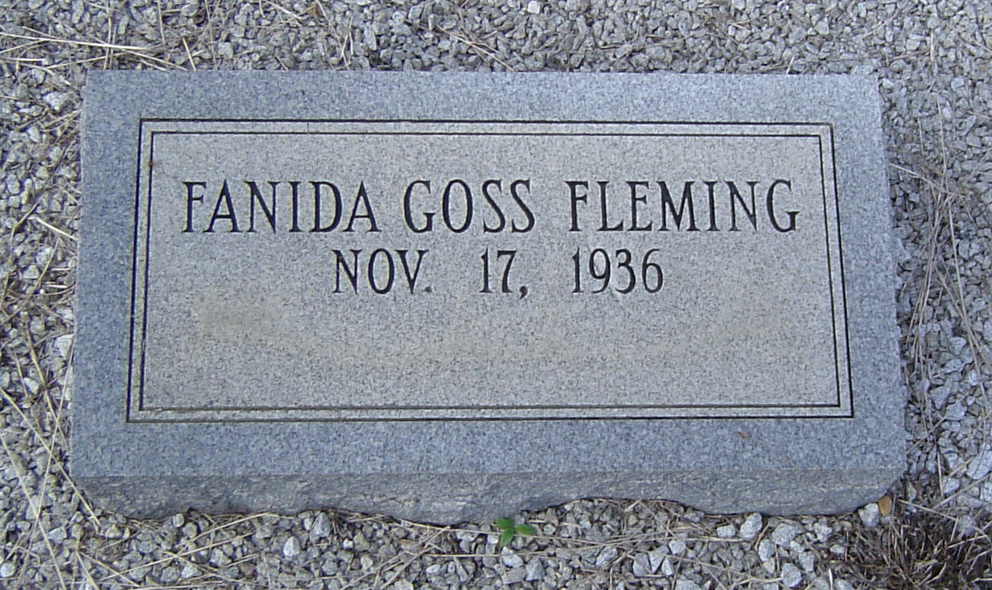 FANIDA GOSS FLEMING
NOV. 17, 1936